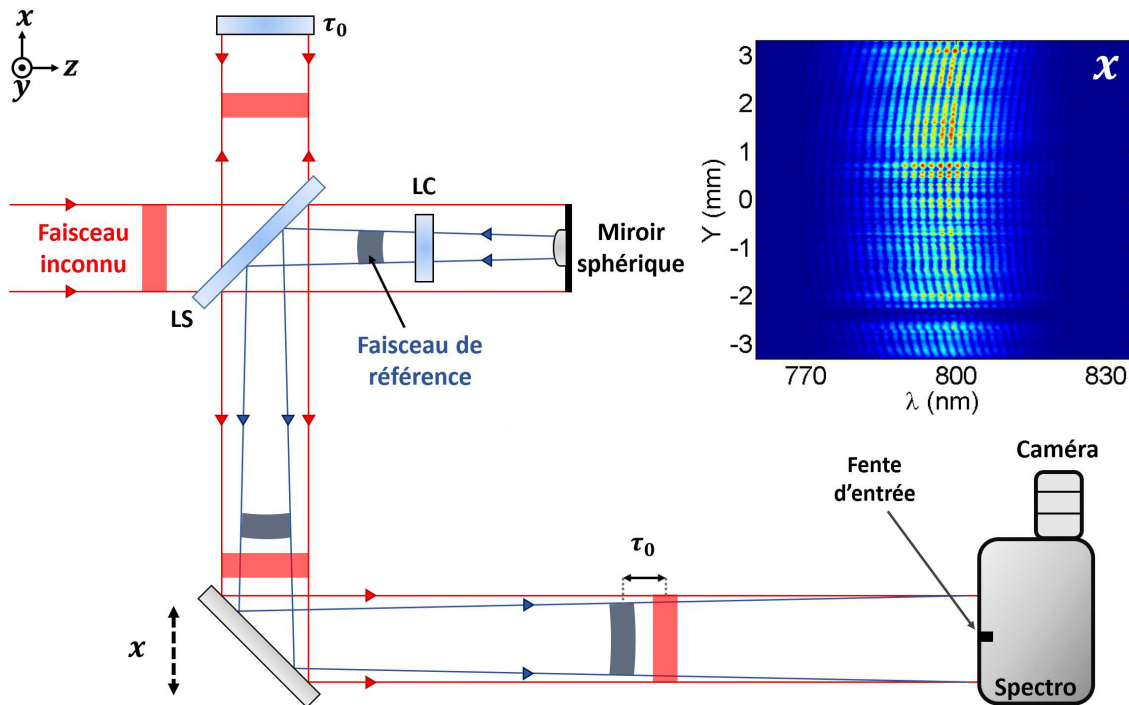 x
z
y
τ₀
LC
Faisceau
inconnu
Miroir
sphérique
LS
Faisceau de
référence
x
τ₀
Fente
d'entrée
Caméra
Spectro
x
3
2
1
0
-1
-2
-3
Y (mm)
770
800
830
λ (nm)